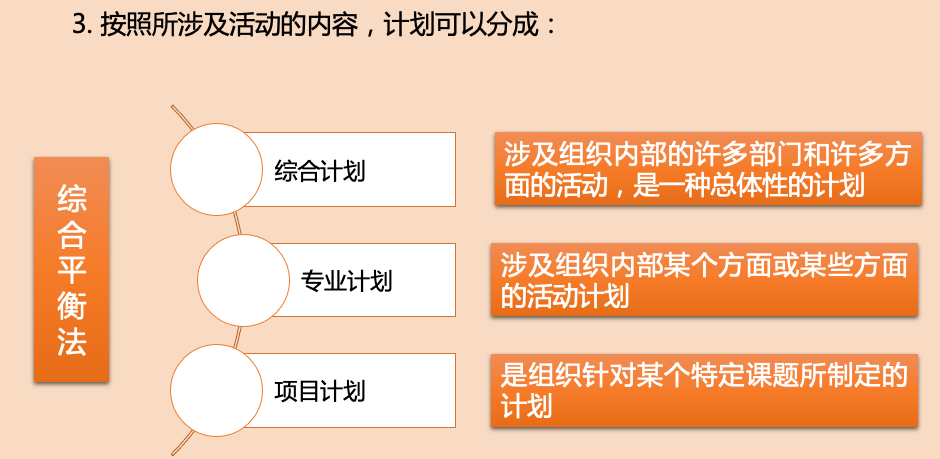 3. 按照所涉及活动的内容，计划可以分成：
综合平衡法
综合计划
涉及组织内部的许多部门和许多方
面的活动，是一种总体性的计划
专业计划
涉及组织内部某个方面或某些方面
的活动计划
项目计划
是组织针对某个特定课题所制定的
计划